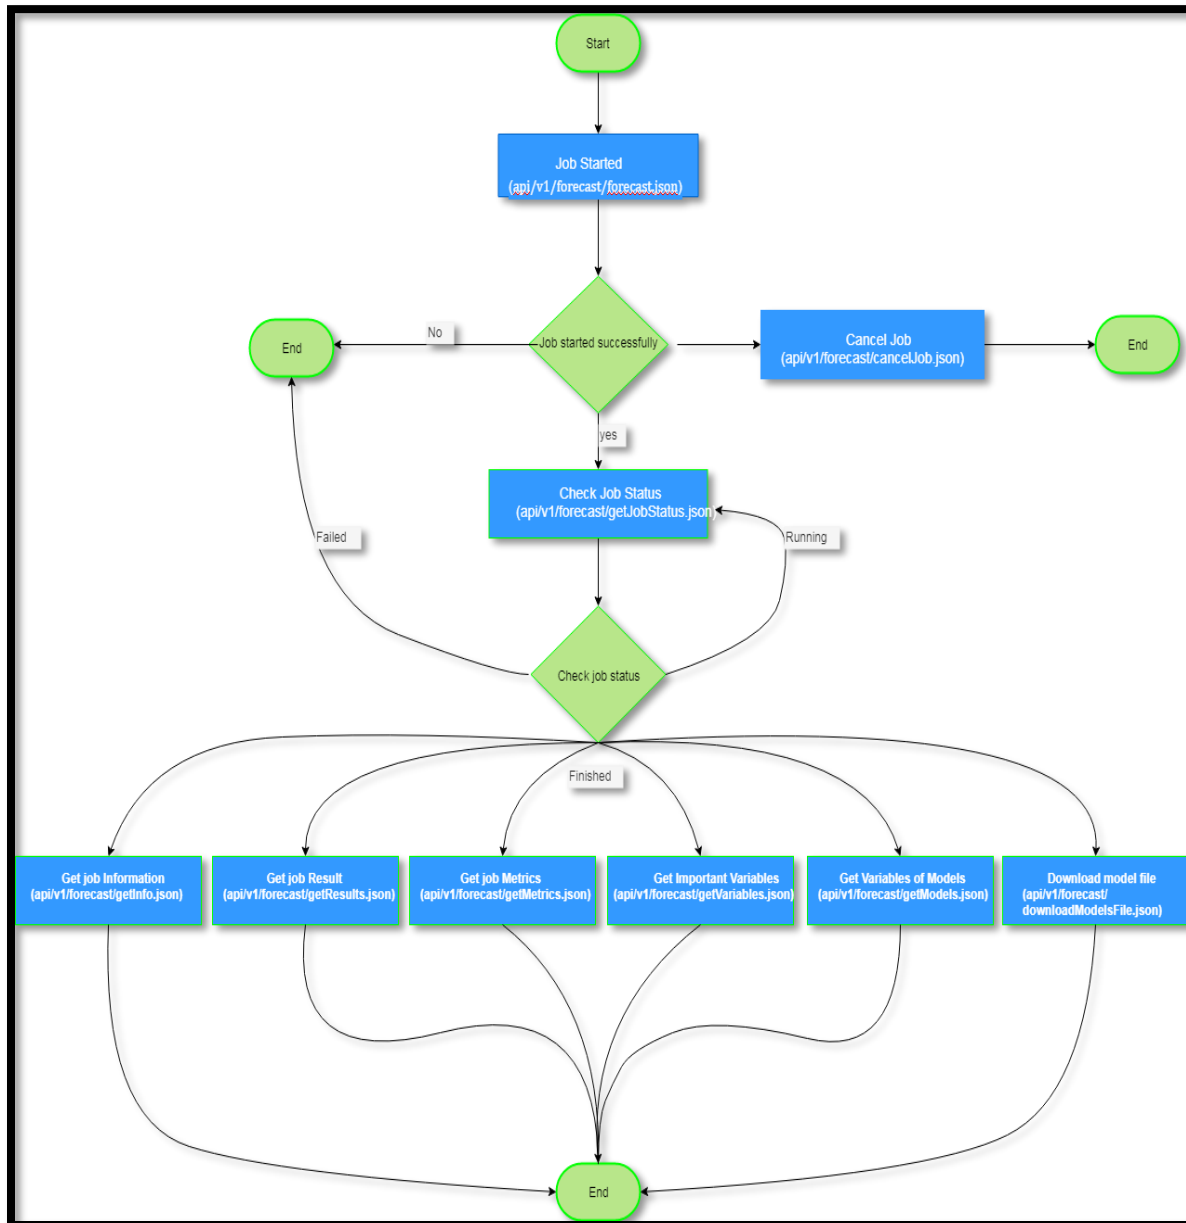 Start
Job Started
(api/v1/forecast/forecast.json)
No
End
Job started successfully
Cancel Job
(api/v1/forecast/cancelJob.json)
End
yes
Check Job Status
(api/v1/forecast/getJobStatus.json)
Failed
Running
Check job status
Finished
Get job Information
(api/v1/forecast/getInfo.json)
Get job Result
(api/v1/forecast/getResults.json)
Get job Metrics
(api/v1/forecast/getMetrics.json)
Get Important Variables
(api/v1/forecast/getVariables.json)
Get Variables of Models
(api/v1/forecast/getModels.json)
Download model file
(api/v1/forecast/
downloadModelsFile.json)
End